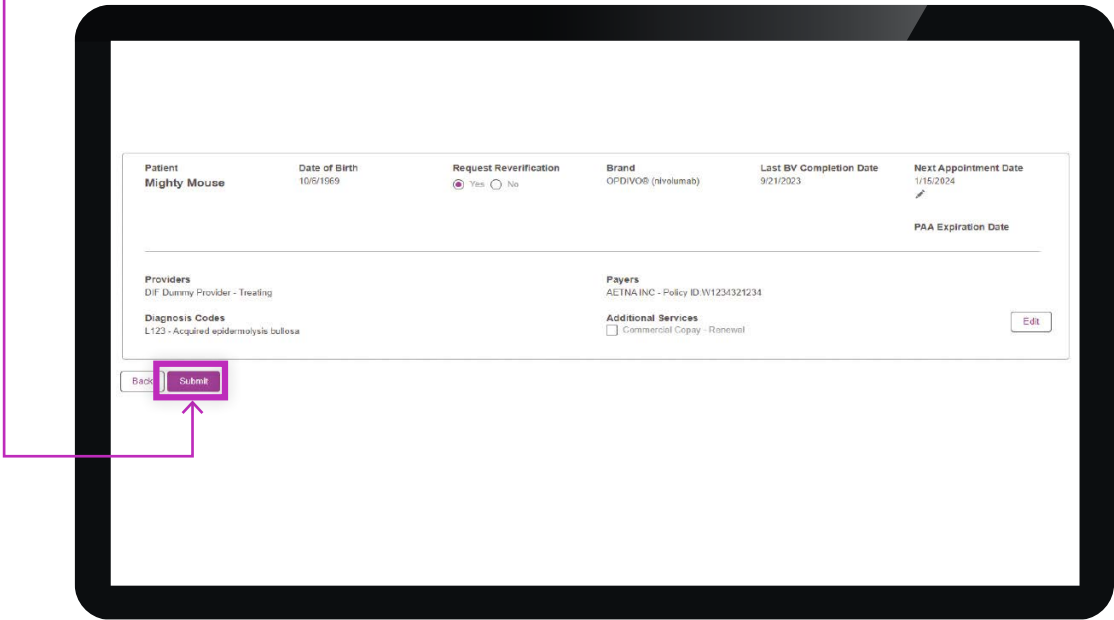 Patient Date of Birth Request Reverification Brand Last BV Completion Date Next Appointment Date
Mighty Mouse 10/6/1969 Yes No OPDIVO® (nivolumab) 9/21/2023 1/15/2024
PAA Expiration Date
Providers Payers
DIF Dummy Provider - Treating AETNA INC - Policy ID:W1234321234
Diagnosis Codes Additional Services
L123 - Acquired epidermolysis bullosa Commercial Copay - Renewal Edit
Back Submit